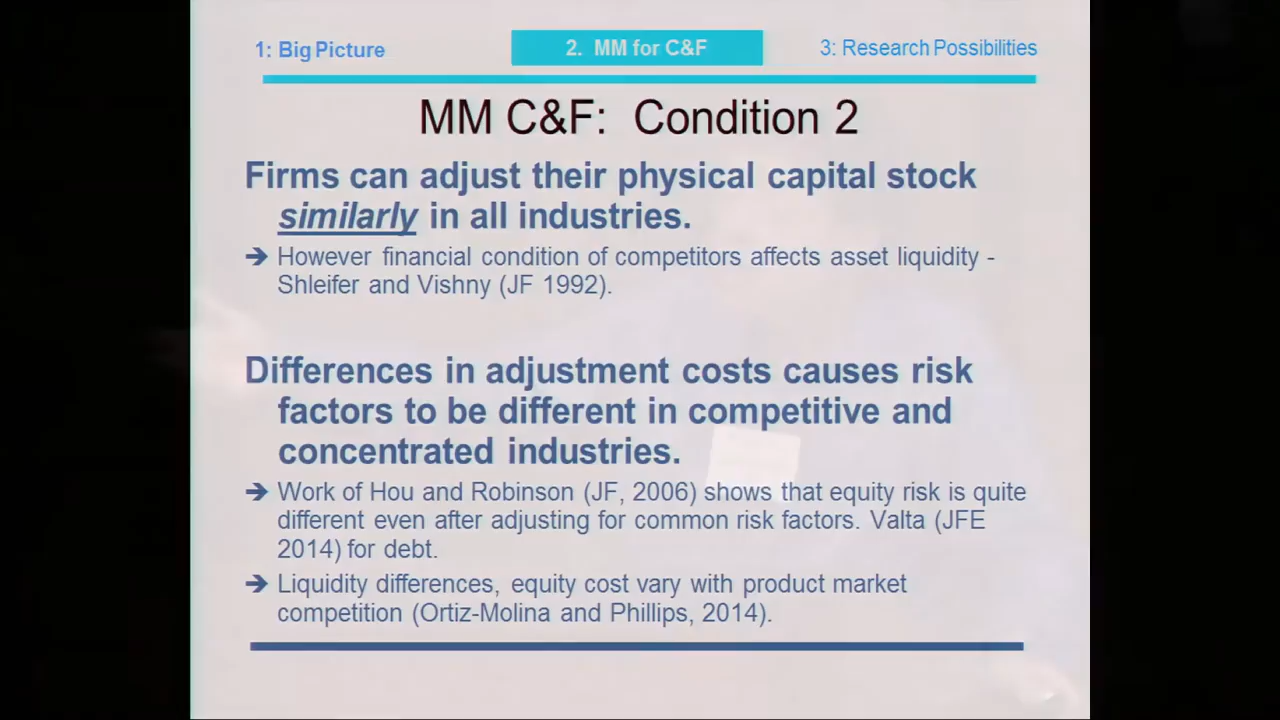 1: Big Picture
2. MM for C&F
3: Research Possibilities
MM C&F: Condition 2
Firms can adjust their physical capital stock
similarly in all industries.
➔ However financial condition of competitors affects asset liquidity -
Shleifer and Vishny (JF 1992).
Differences in adjustment costs causes risk
factors to be different in competitive and
concentrated industries.
➔ Work of Hou and Robinson (JF, 2006) shows that equity risk is quite
different even after adjusting for common risk factors. Valta (JFE
2014) for debt.
➔ Liquidity differences, equity cost vary with product market
competition (Ortiz-Molina and Phillips, 2014).